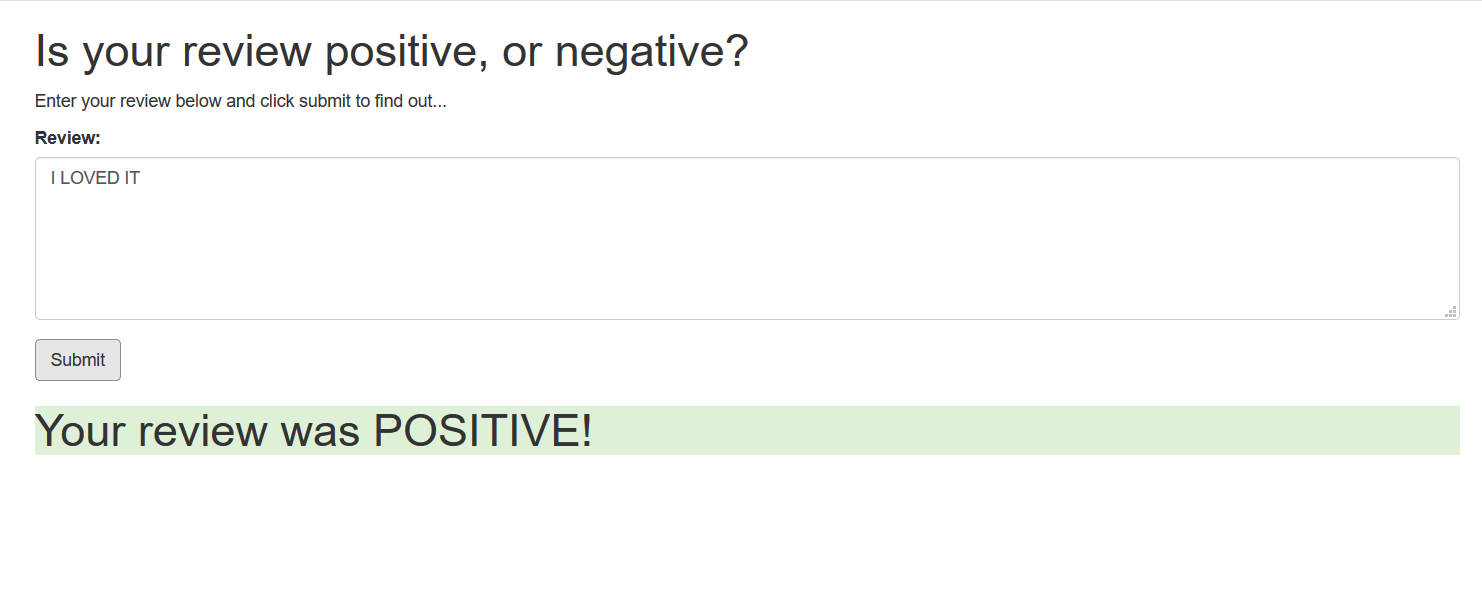 Is your review positive, or negative?
Enter your review below and click submit to find out...
Review:
I LOVED IT
Submit
Your review was POSITIVE!